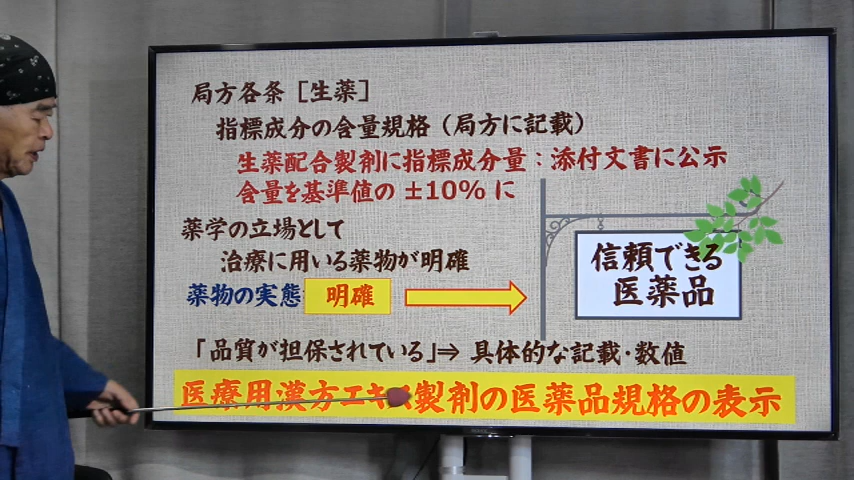 局方各条[生薬]
指標成分の含量規格(局方に記載)
生薬配合製剤に指標成分量:添付文書に公示
含量を基準値の ±10% に
薬学の立場として
治療に用いる薬物が明確
薬物の実態 明確
信頼できる
医薬品
「品質が担保されている」⇒ 具体的な記載・数値
医療用漢方エキス製剤の医薬品規格の表示